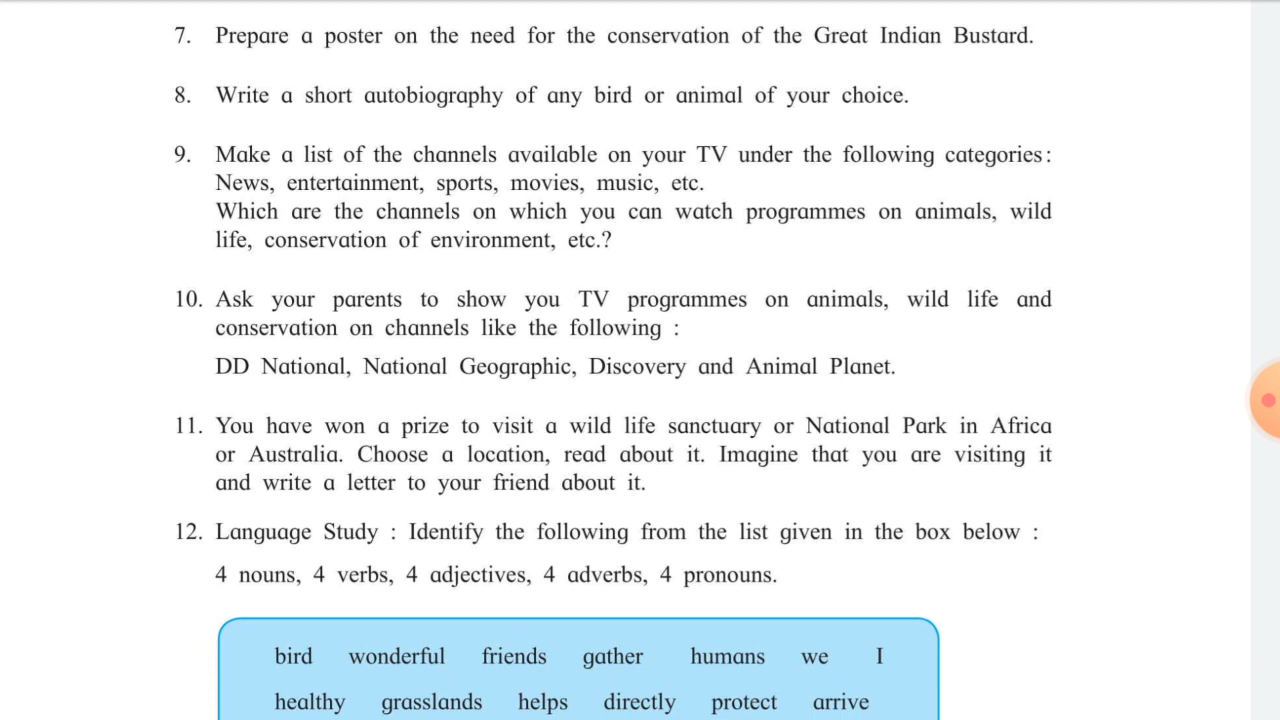 7. Prepare a poster on the need for the conservation of the Great Indian Bustard.
8. Write a short autobiography of any bird or animal of your choice.
9. Make a list of the channels available on your TV under the following categories:
News, entertainment, sports, movies, music, etc.
Which are the channels on which you can watch programmes on animals, wild
life, conservation of environment, etc.?
10. Ask your parents to show you TV programmes on animals, wild life and
conservation on channels like the following :
DD National, National Geographic, Discovery and Animal Planet.
11. You have won a prize to visit a wild life sanctuary or National Park in Africa
or Australia. Choose a location, read about it. Imagine that you are visiting it
and write a letter to your friend about it.
12. Language Study : Identify the following from the list given in the box below :
4 nouns, 4 verbs, 4 adjectives, 4 adverbs, 4 pronouns.
bird wonderful friends gather humans we I
healthy grasslands helps directly protect arrive